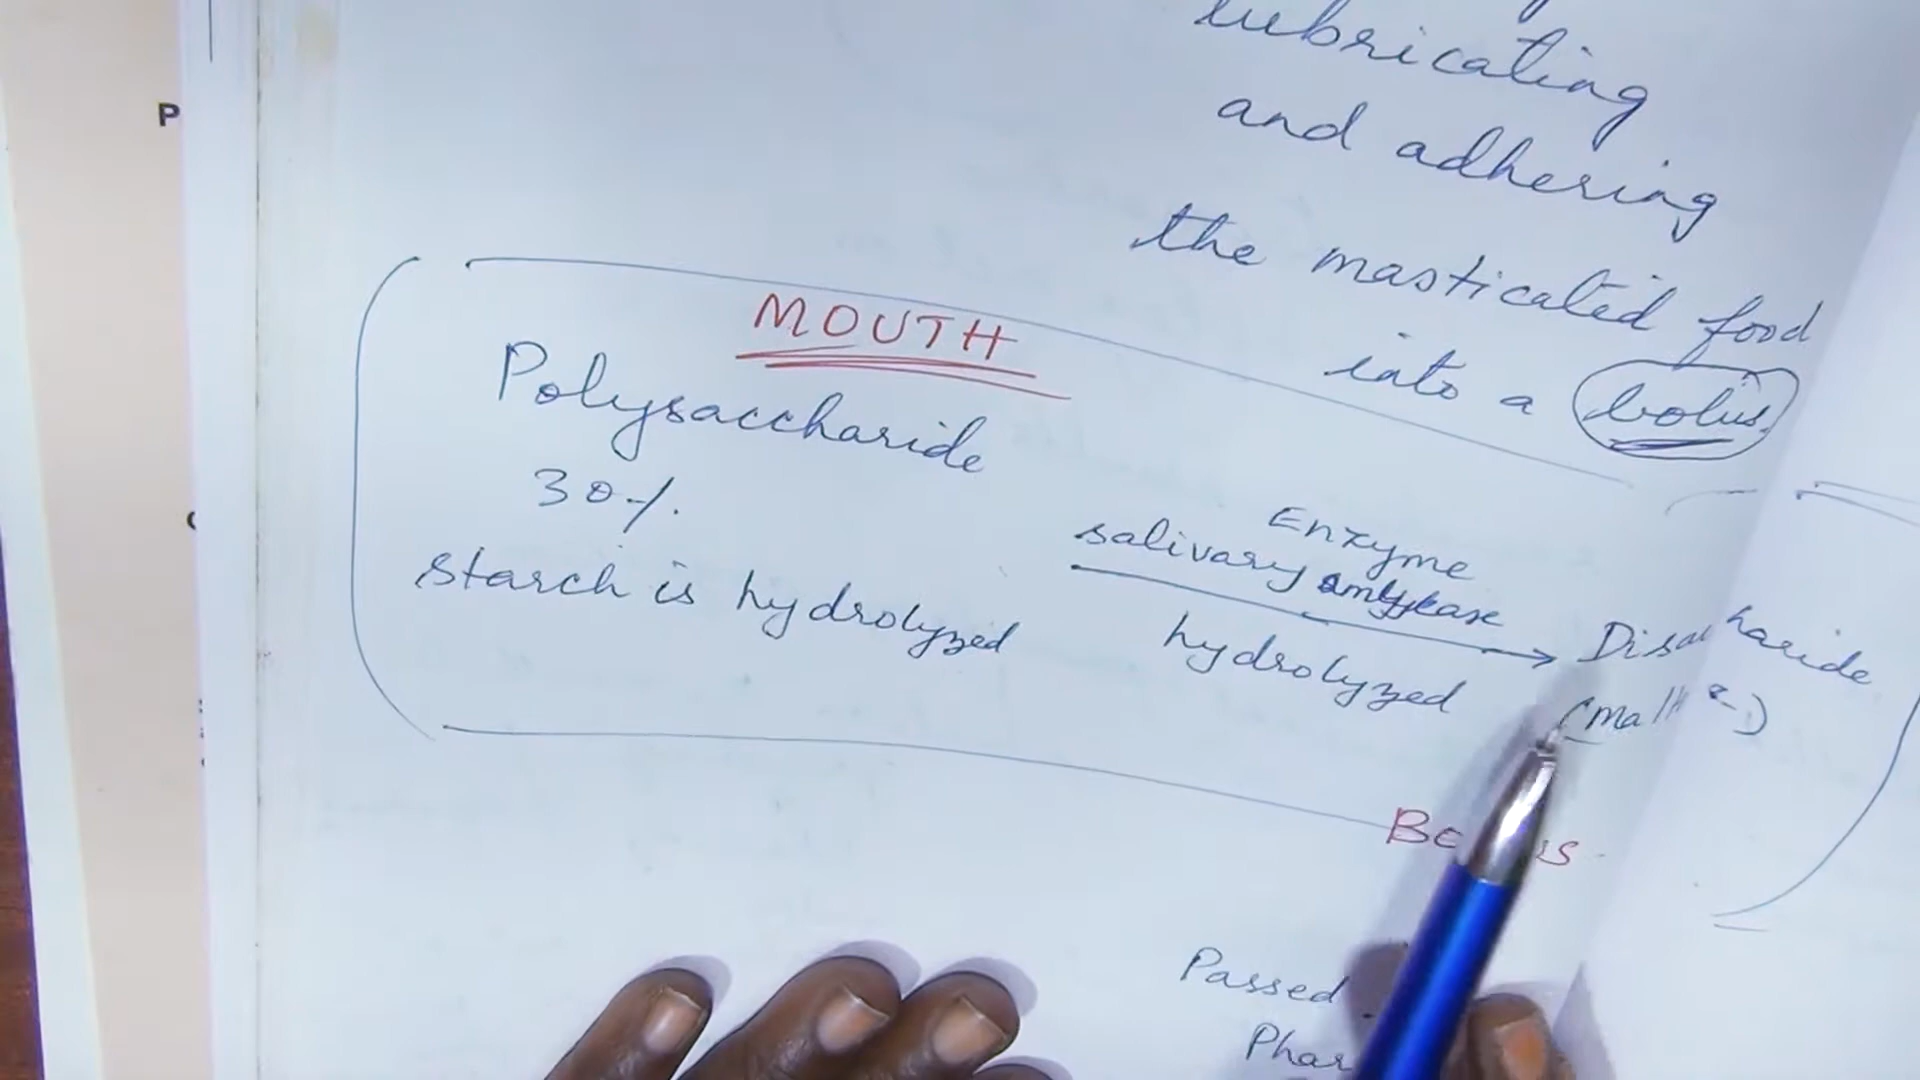 lubricating
and adhering
the masticated food
into a bolus.
MOUTH
Polysaccharide
30%.
starch is hydrolyzed
Enzyme
salivary amylase
hydrolyzed
Passed
P